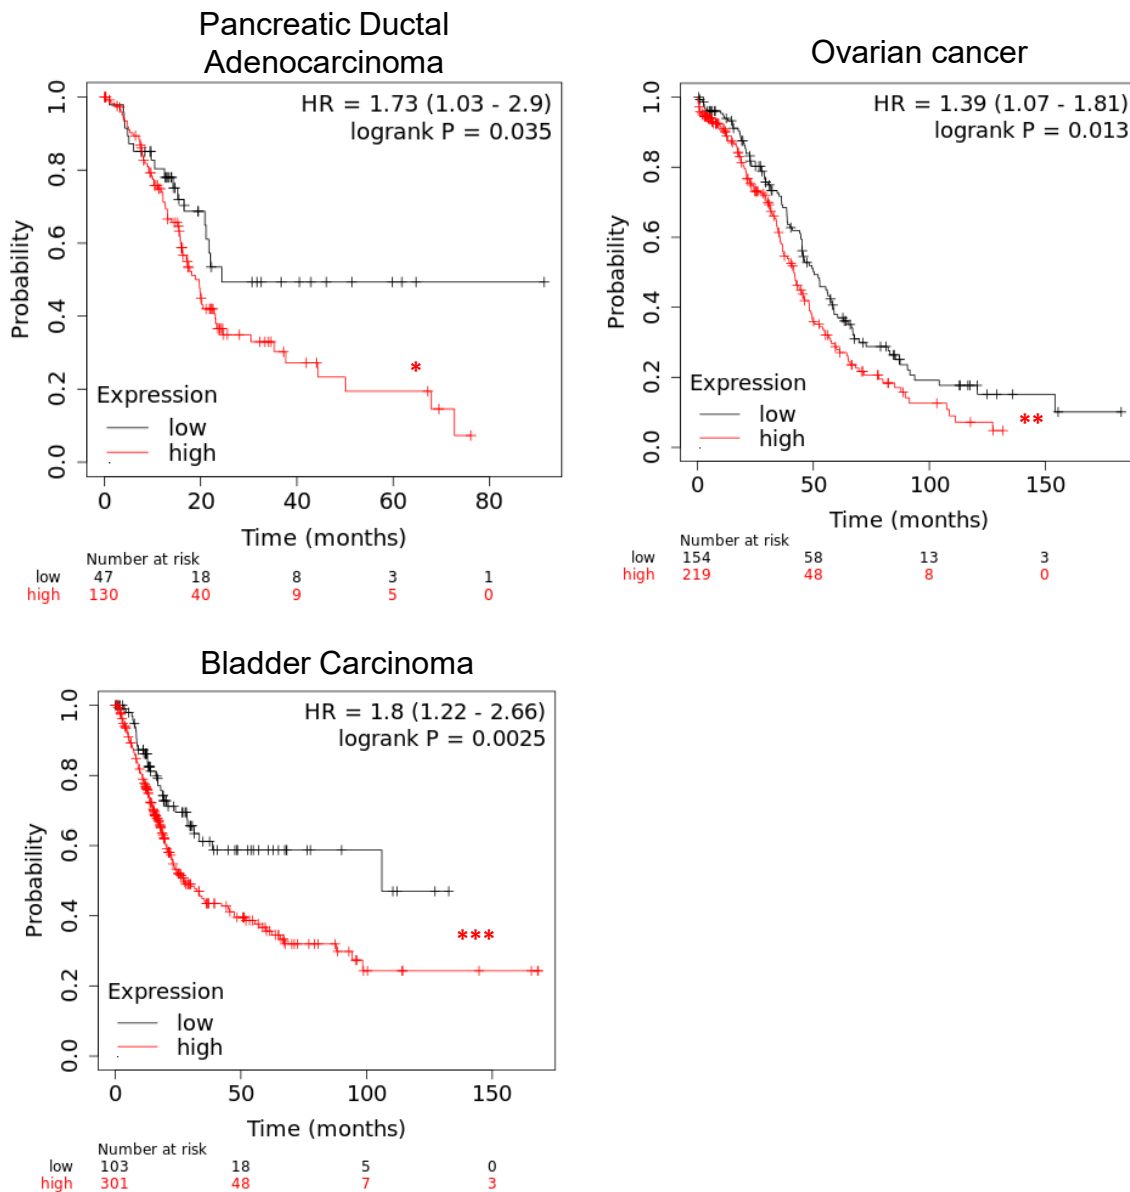 Pancreatic Ductal
Adenocarcinoma
HR = 1.73 (1.03 - 2.9)
logrank P = 0.035
Probability
1.0
0.8
0.6
0.4
0.2
0.0
*
Expression
low
high
0 20 40 60 80
Time (months)
Number at risk
low 47 18 8 3 1
high 130 40 9 5 0
Ovarian cancer
HR = 1.39 (1.07 - 1.81)
logrank P = 0.013
Probability
1.0
0.8
0.6
0.4
0.2
0.0
Expression
low
high
**
0 50 100 150
Time (months)
Number at risk
low 154 58 13 3
high 219 48 8 0
Bladder Carcinoma
HR = 1.8 (1.22 - 2.66)
logrank P = 0.0025
Probability
1.0
0.8
0.6
0.4
0.2
0.0
***
Expression
low
high
0 50 100 150
Time (months)
Number at risk
low 103 18 5 0
high 301 48 7 3